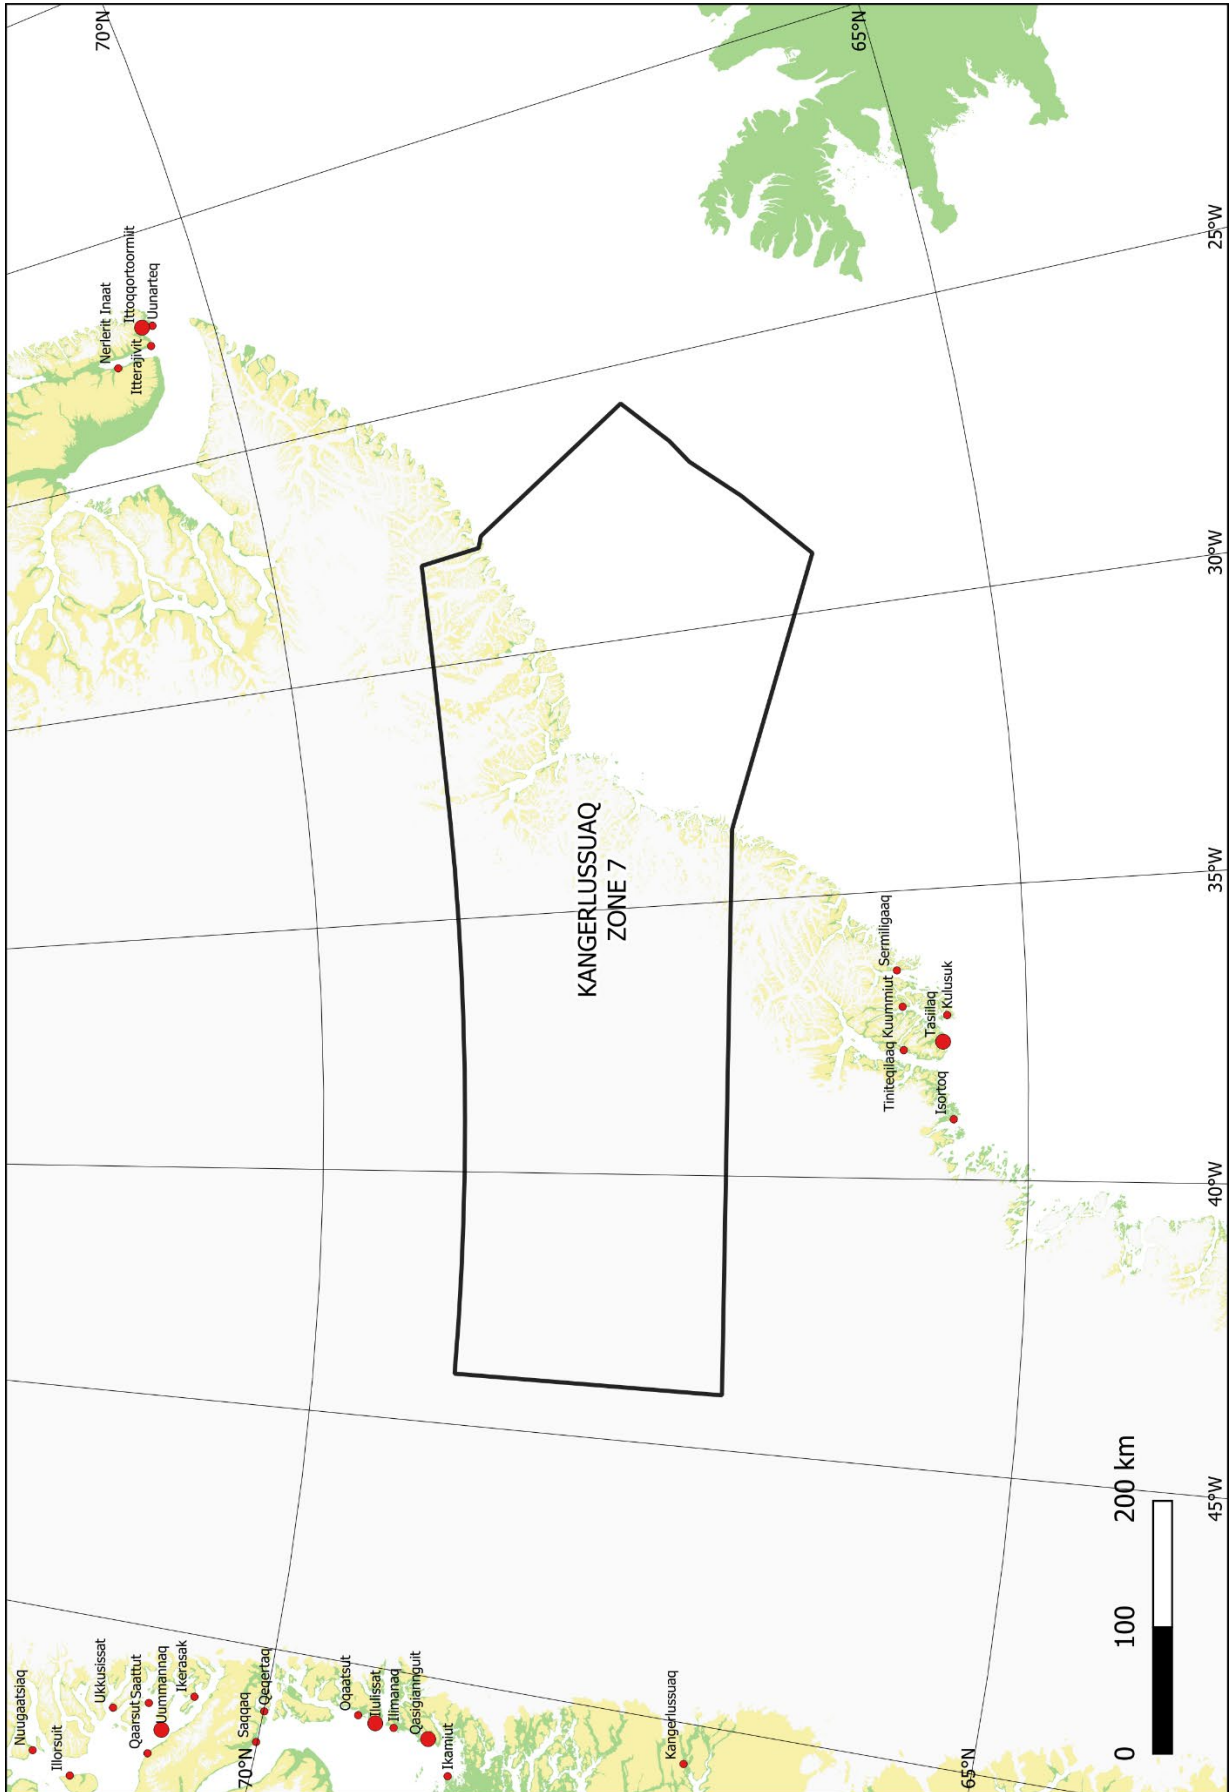 70°N
65°N
Nerlerit Inaat
Ittoqqortoormiit
Itterajivit
Uunarteq
25°W
30°W
KANGERLUSSUAQ
ZONE 7
35°W
Sermiligaaq
Kuummiut
Tiniteqilaaq
Tasiilaq
Kulusuk
Isortoq
40°W
45°W
Nuugaatsiaq
Illorsuit
Ukkusissat
Saattut
Qaarsut
Uummannaq
Ikerasak
Saqqaq
Qeqertaq
70°N
Oqaatsut
Ilulissat
Ilimanaq
Qasigiannguit
Ikamiut
Kangerlussuaq
65°N
0 100 200 km